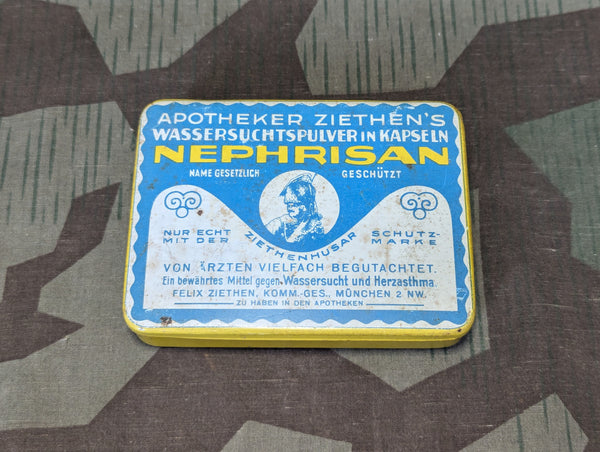 APOTHEKER ZIETHEN'S
WASSERSUCHTSPULVER IN KAPSELN
NEPHRISAN
NAME GESETZLICH GESCHÜTZT
NUR ECHT MIT DER
ZIETHENHUSAR
SCHUTZ-MARKE
VON ÄRZTEN VIELFACH BEGUTACHTET.
Ein bewährtes Mittel gegen Wassersucht und Herzasthma.
FELIX ZIETHEN, KOMM.-GES., MÜNCHEN 2 NW.
ZU HABEN IN DEN APOTHEKEN